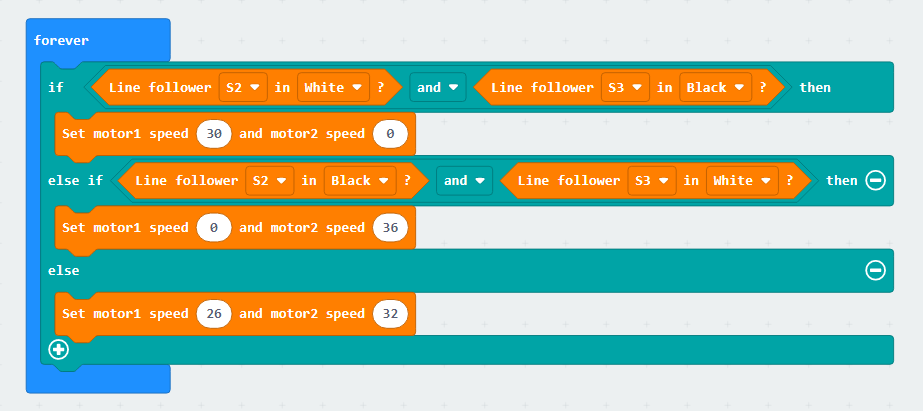 forever
if Line follower S2 in White ? and Line follower S3 in Black ? then
Set motor1 speed 30 and motor2 speed 0
else if Line follower S2 in Black ? and Line follower S3 in White ? then
Set motor1 speed 0 and motor2 speed 36
else
Set motor1 speed 26 and motor2 speed 32